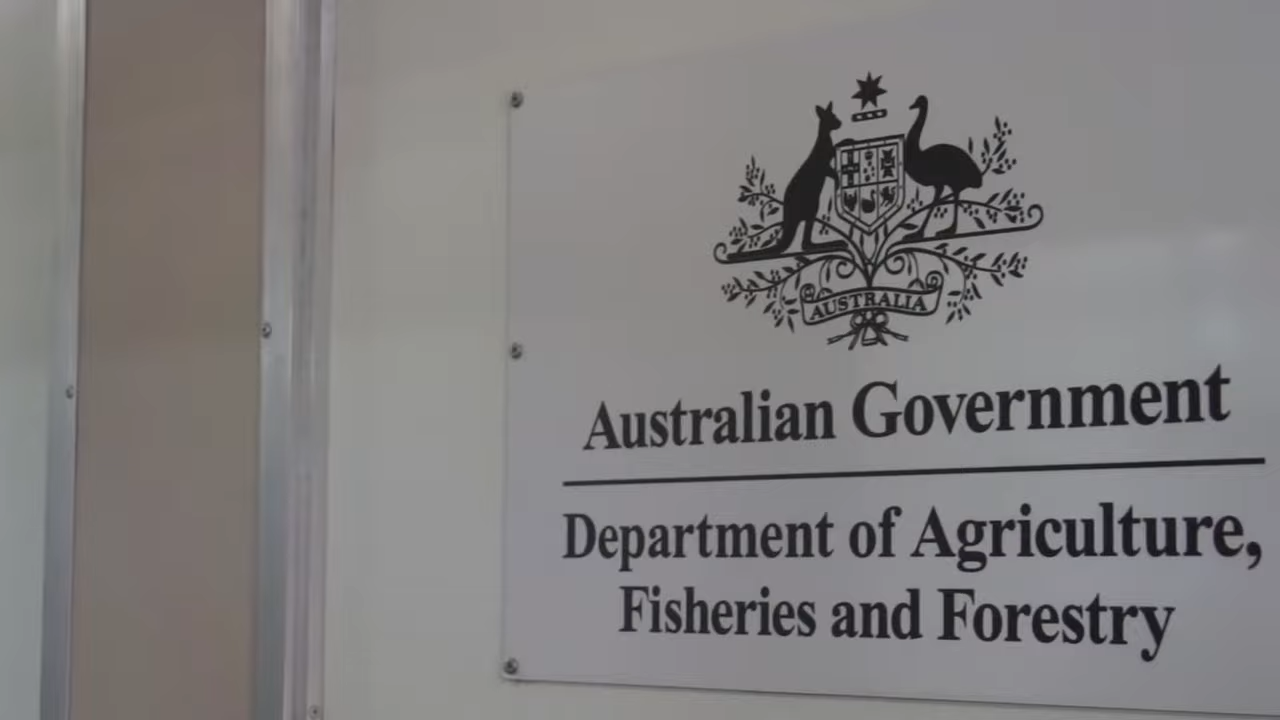 AUSTRALIA
Australian Government
Department of Agriculture,
Fisheries and Forestry